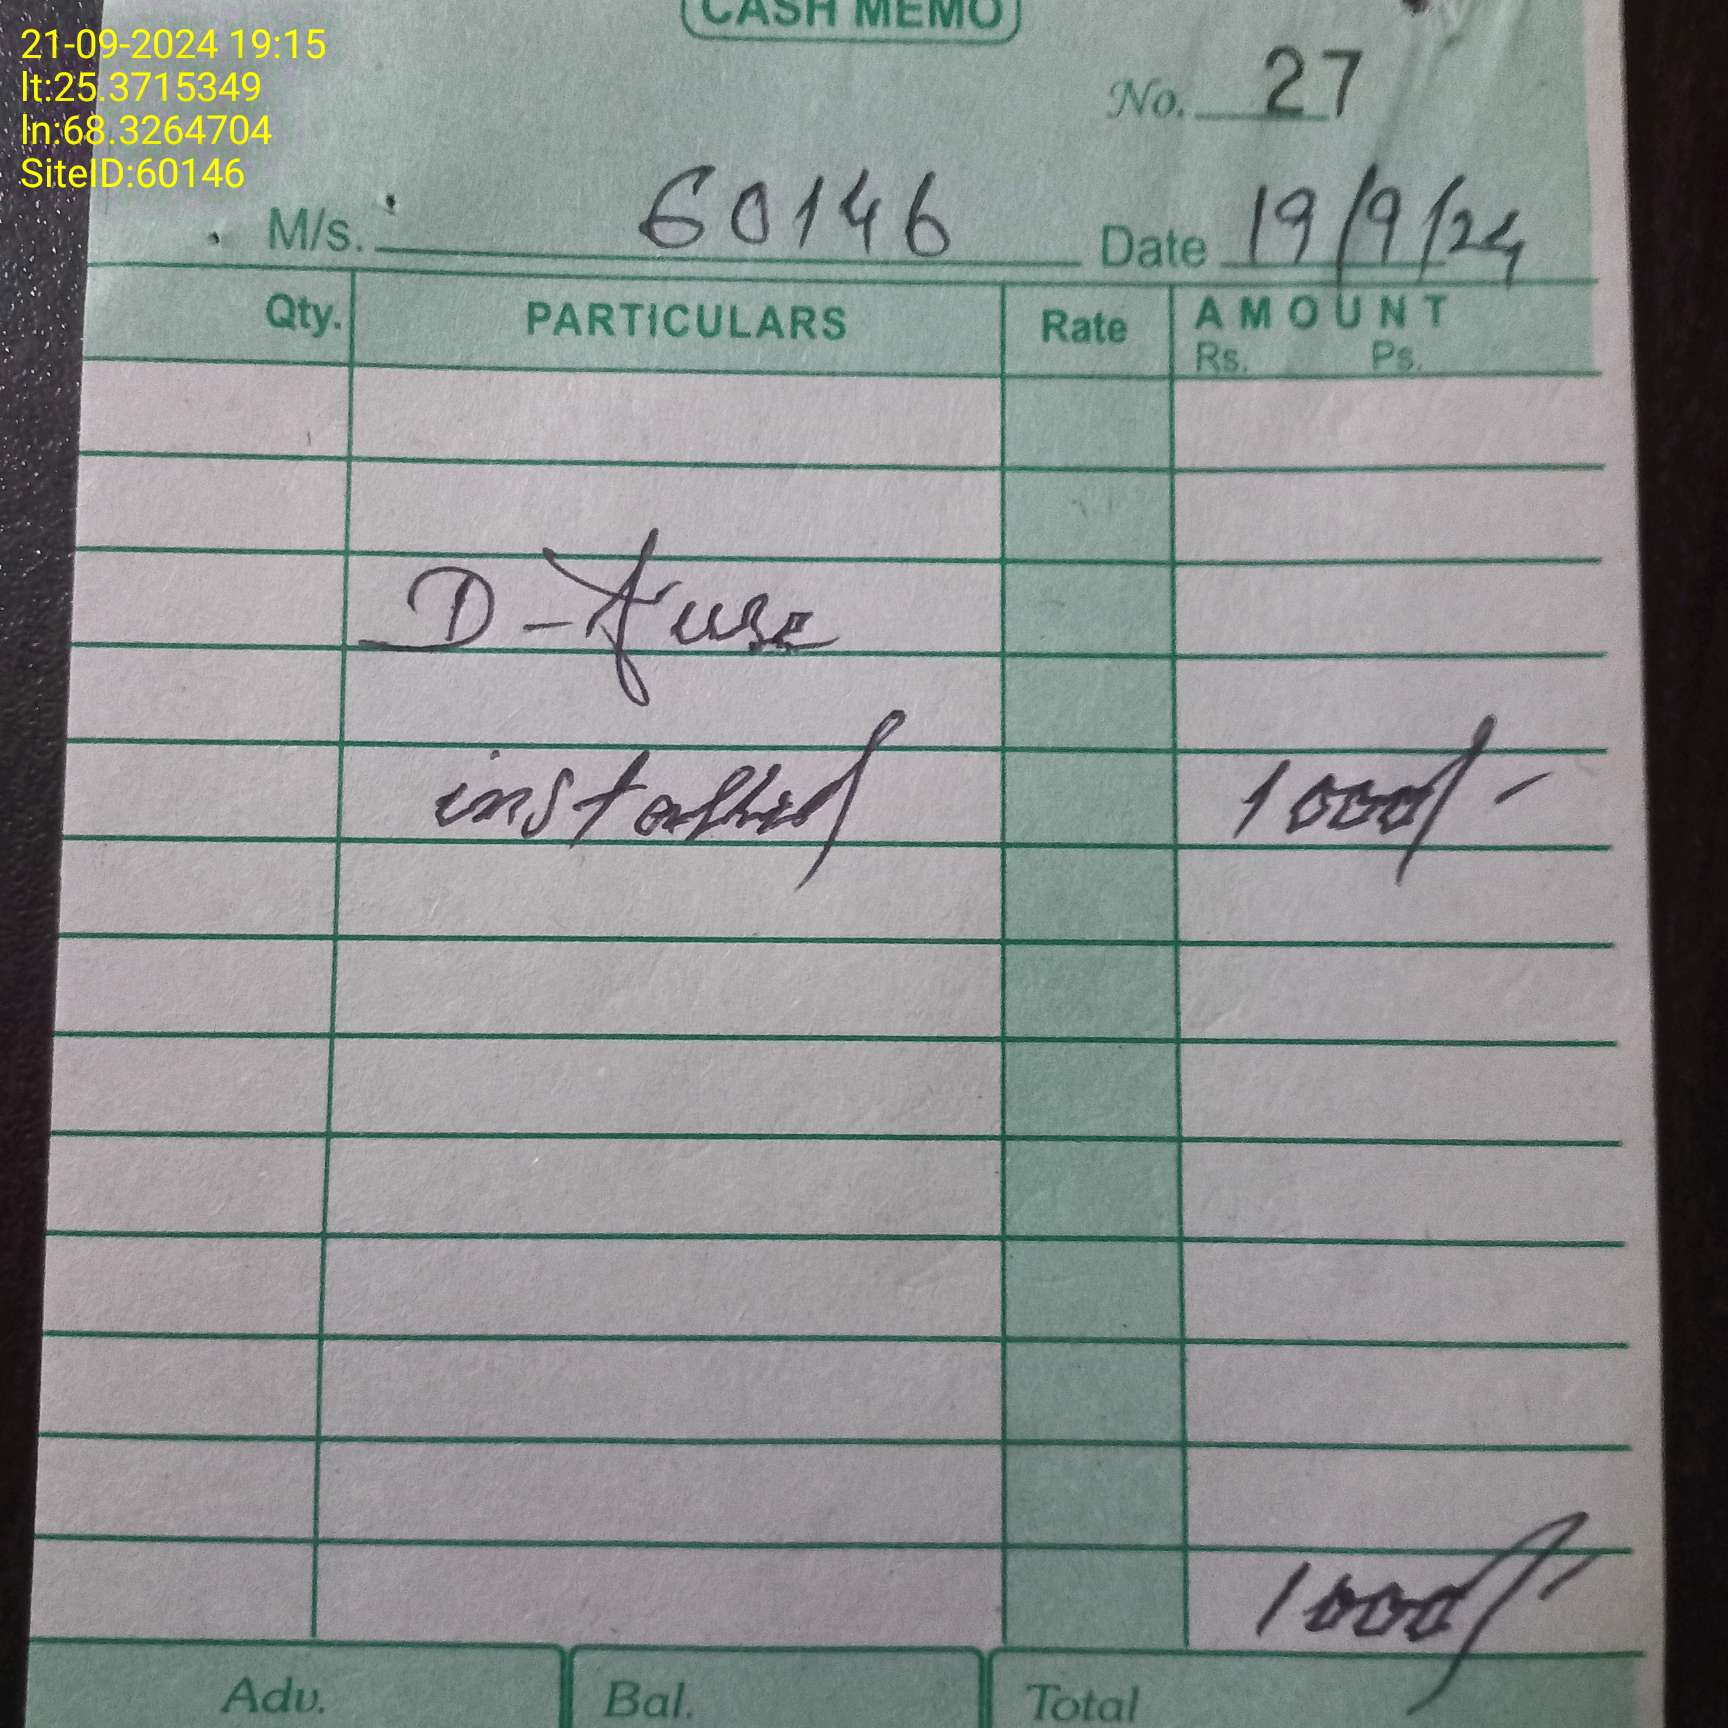 21-09-2024 19:15
lt:25.3715349
ln:68.3264704
SiteID:60146
CASH MEMO
No. 27
M/s. 60146 Date 19/9/24
Qty. PARTICULARS Rate AMOUNT
Rs. Ps.
D-fuse
installed 1000/-
1000/-
Adv. Bal. Total